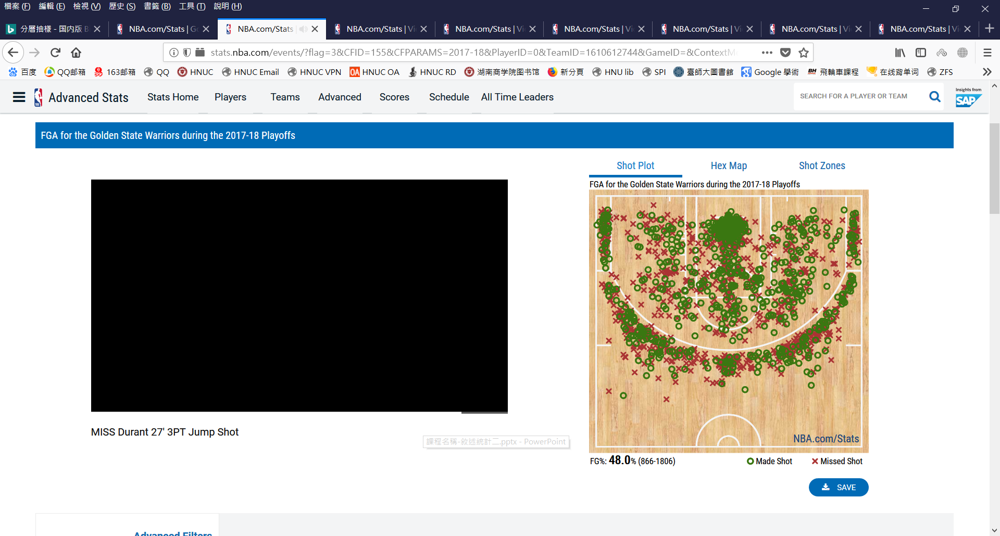 檔案 (F) 編輯 (E) 檢視 (V) 歷史 (S) 書籤 (B) 工具 (T) 說明 (H)
分層抽樣 - 国内版 B NBA.com/Stats | Go NBA.com/Stats | NBA.com/Stats | Vi NBA.com/Stats | Vi NBA.com/Stats | Vi NBA.com/Stats | Vi NBA.com/Stats | Vi NBA.com/Stats | Vi
stats.nba.com/events/?flag=3&CFID=155&CFPARAMS=2017-18&PlayerID=0&TeamID=1610612744&GameID=&ContextM
百度 QQ邮箱 163邮箱 QQ HNUC HNUC Email HNUC VPN OA HNUC OA HNUC RD 湖南商学院图书馆 新分頁 HNU lib SPI 臺師大圖書館 Google 學術 BH 飛輪車課程 在线背单词 ZFS
Advanced Stats Stats Home Players Teams Advanced Scores Schedule All Time Leaders SEARCH FOR A PLAYER OR TEAM Insights from SAP
FGA for the Golden State Warriors during the 2017-18 Playoffs
Shot Plot Hex Map Shot Zones
FGA for the Golden State Warriors during the 2017-18 Playoffs
NBA.com/Stats
MISS Durant 27' 3PT Jump Shot
課程名稱-敘述統計二.pptx - PowerPoint
FG%: 48.0% (866-1806) Made Shot Missed Shot
SAVE
Advanced Filters